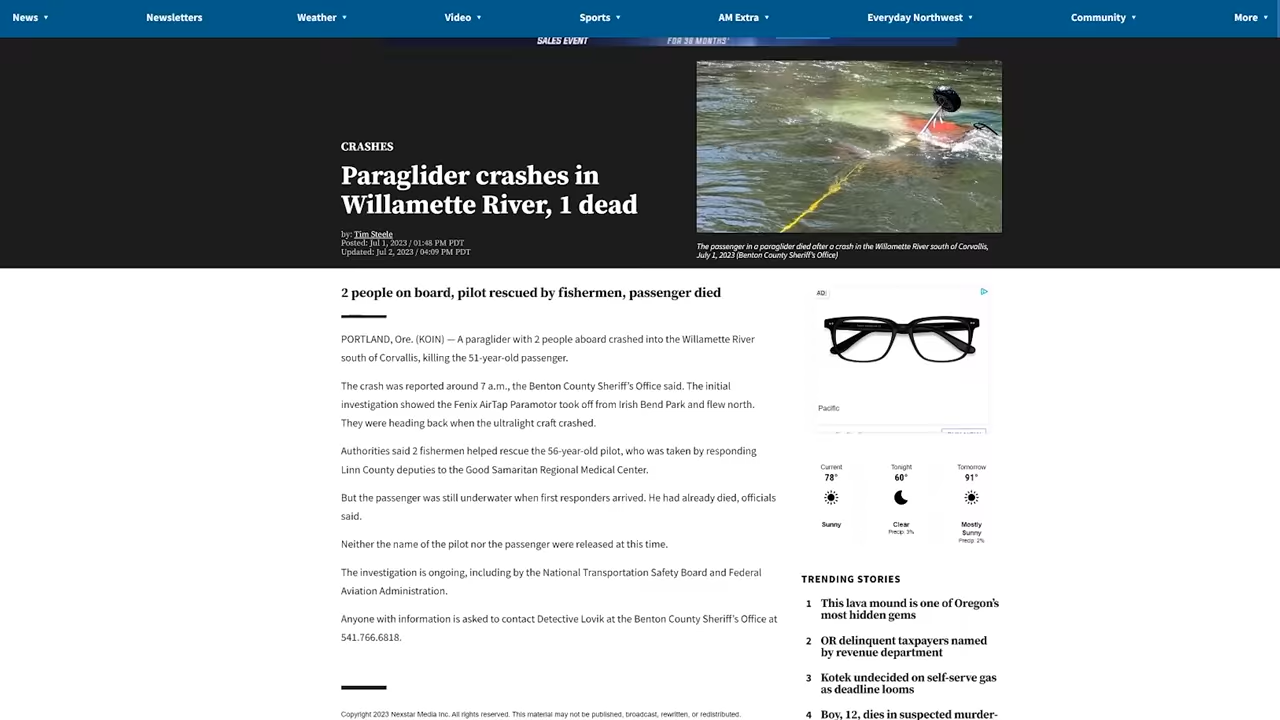 News Newsletters Weather Video Sports AM Extra Everyday Northwest Community More
SALES EVENT FOR 36 MONTHS*
CRASHES
Paraglider crashes in
Willamette River, 1 dead
by: Tim Steele
Posted: Jul 1, 2023 / 01:48 PM PDT
Updated: Jul 2, 2023 / 04:09 PM PDT
The passenger in a paraglider died after a crash in the Willomette River south of Corvallis,
July 1, 2023 (Benton County Sheriff's Office)
2 people on board, pilot rescued by fishermen, passenger died
PORTLAND, Ore. (KOIN) — A paraglider with 2 people aboard crashed into the Willamette River
south of Corvallis, killing the 51-year-old passenger.
The crash was reported around 7 a.m., the Benton County Sheriff's Office said. The initial
investigation showed the Fenix AirTap Paramotor took off from Irish Bend Park and flew north.
They were heading back when the ultralight craft crashed.
Authorities said 2 fishermen helped rescue the 56-year-old pilot, who was taken by responding
Linn County deputies to the Good Samaritan Regional Medical Center.
But the passenger was still underwater when first responders arrived. He had already died, officials
said.
Neither the name of the pilot nor the passenger were released at this time.
The investigation is ongoing, including by the National Transportation Safety Board and Federal
Aviation Administration.
Anyone with information is asked to contact Detective Lovik at the Benton County Sheriff's Office at
541.766.6818.
Copyright 2023 Nexstar Media Inc. All rights reserved. This material may not be published, broadcast, rewritten, or redistributed.
AD
Pacific
Current Tonight Tomorrow
78° 60° 91°
Sunny Clear Mostly
Sunny
Precip: 3% Precip: 2%
TRENDING STORIES
1 This lava mound is one of Oregon's
most hidden gems
2 OR delinquent taxpayers named
by revenue department
3 Kotek undecided on self-serve gas
as deadline looms
4 Boy, 12, dies in suspected murder-